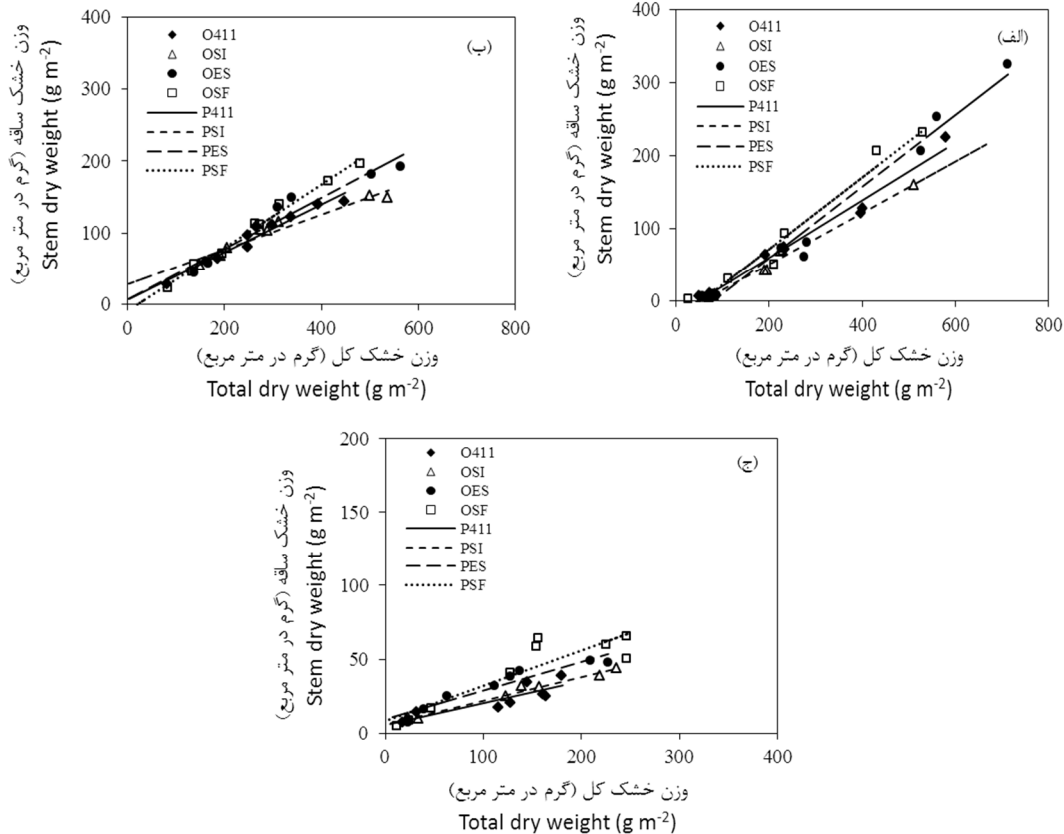 (الف)
400
300
200
100
0
0
200
400
600
800
O411
OSI
OES
OSF
P411
PSI
PES
PSF
وزن خشک ساقه (گرم در متر مربع)
Stem dry weight (g m-2)
وزن خشک کل (گرم در متر مربع)
Total dry weight (g m-2)
(ب)
400
300
200
100
0
0
200
400
600
800
O411
OSI
OES
OSF
P411
PSI
PES
PSF
وزن خشک ساقه (گرم در متر مربع)
Stem dry weight (g m-2)
وزن خشک کل (گرم در متر مربع)
Total dry weight (g m-2)
(ج)
200
150
100
50
0
0
100
200
300
400
O411
OSI
OES
OSF
P411
PSI
PES
PSF
وزن خشک ساقه (گرم در متر مربع)
Stem dry weight (g m-2)
وزن خشک کل (گرم در متر مربع)
Total dry weight (g m-2)